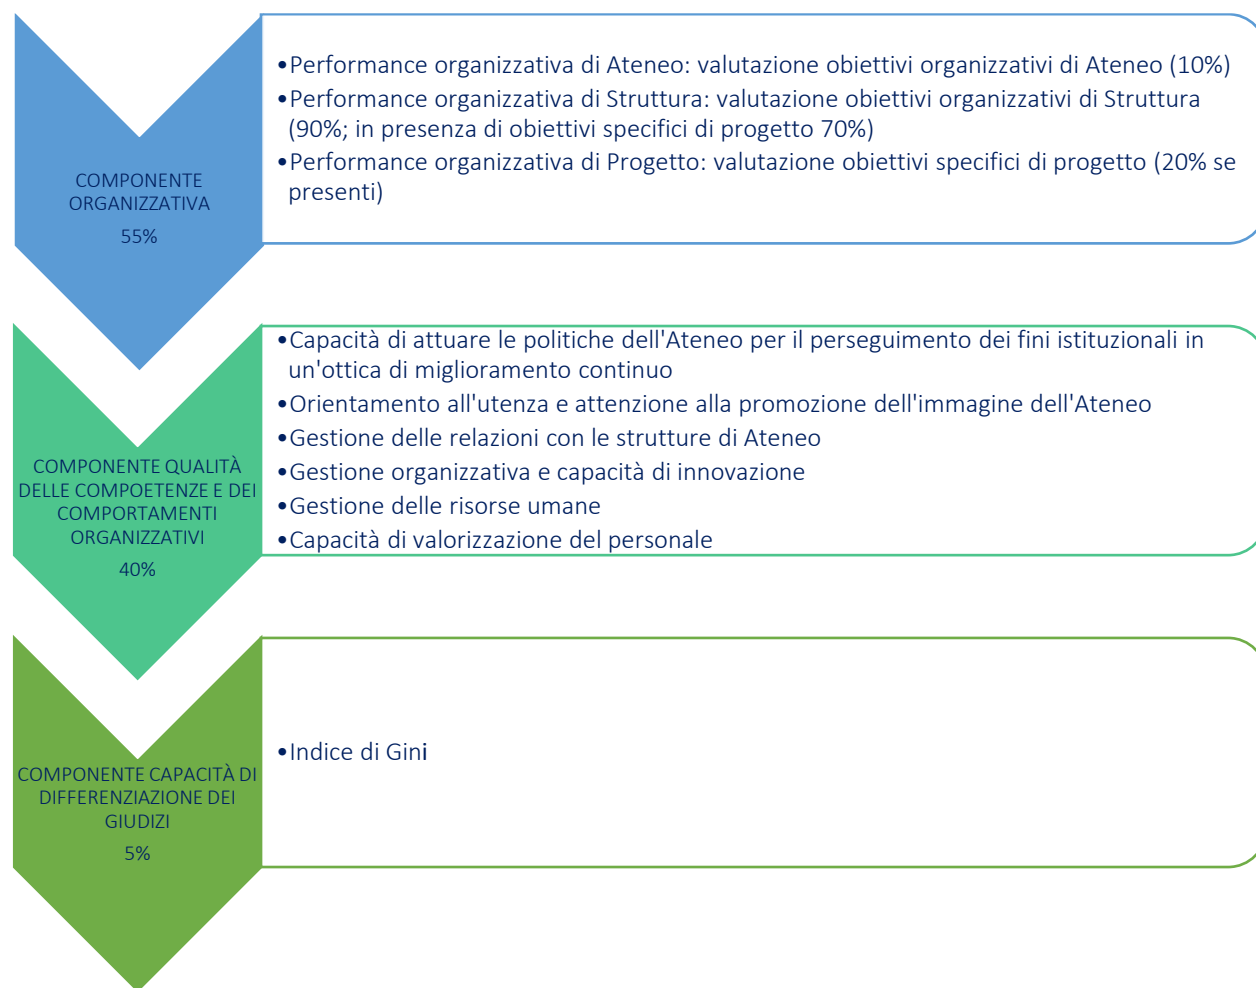 COMPONENTE
ORGANIZZATIVA
55%
•Performance organizzativa di Ateneo: valutazione obiettivi organizzativi di Ateneo (10%)
•Performance organizzativa di Struttura: valutazione obiettivi organizzativi di Struttura
(90%; in presenza di obiettivi specifici di progetto 70%)
•Performance organizzativa di Progetto: valutazione obiettivi specifici di progetto (20% se
presenti)
COMPONENTE QUALITÀ
DELLE COMPOETENZE E DEI
COMPORTAMENTI
ORGANIZZATIVI
40%
•Capacità di attuare le politiche dell'Ateneo per il perseguimento dei fini istituzionali in
un'ottica di miglioramento continuo
•Orientamento all'utenza e attenzione alla promozione dell'immagine dell'Ateneo
•Gestione delle relazioni con le strutture di Ateneo
•Gestione organizzativa e capacità di innovazione
•Gestione delle risorse umane
•Capacità di valorizzazione del personale
COMPONENTE CAPACITÀ DI
DIFFERENZIAZIONE DEI
GIUDIZI
5%
•Indice di Gini